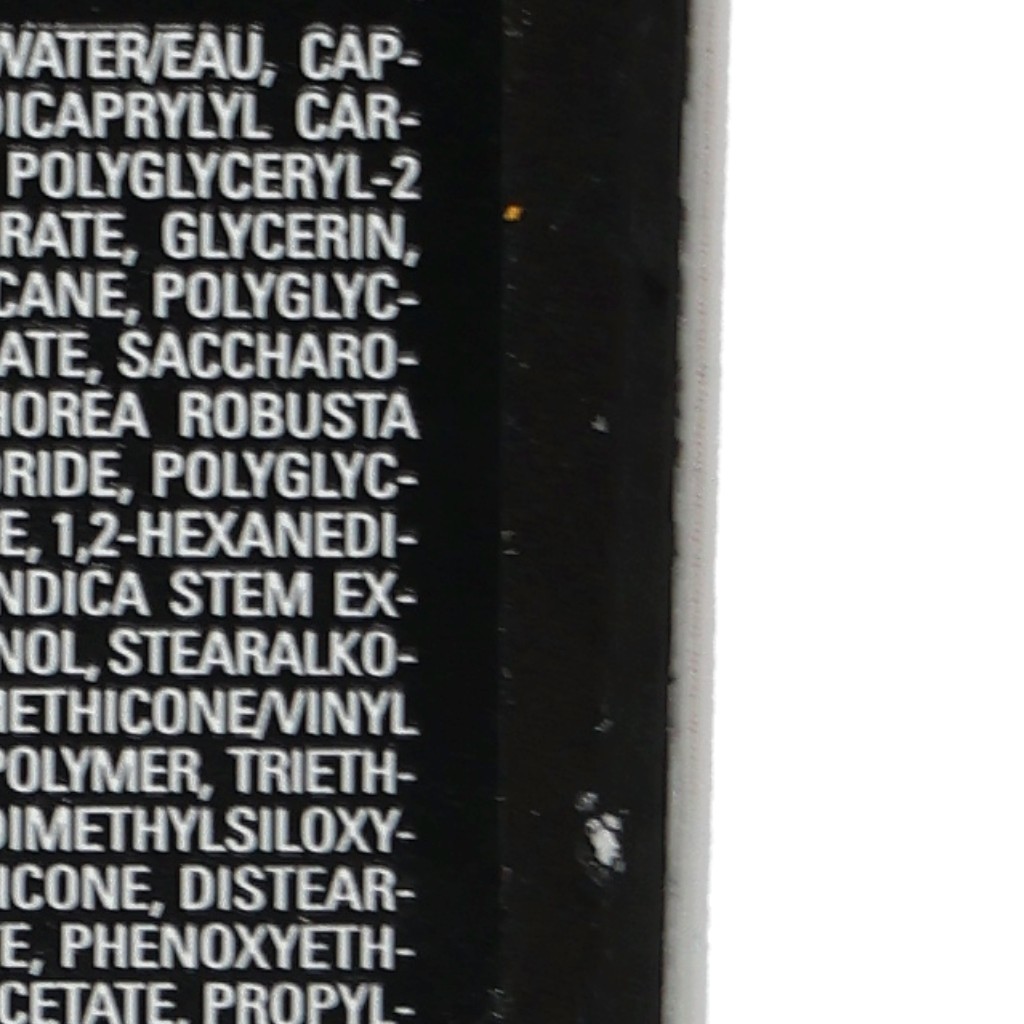 WATER/EAU, CAP-
DICAPRYLYL CAR-
POLYGLYCERYL-2
RATE, GLYCERIN,
CANE, POLYGLYC-
ATE, SACCHARO-
HOREA ROBUSTA
ORIDE, POLYGLYC-
E, 1,2-HEXANEDI-
NDICA STEM EX-
NOL, STEARALKO-
METHICONE/VINYL
POLYMER, TRIETH-
DIMETHYLSILOXY-
ICONE, DISTEAR-
E, PHENOXYETH-
CETATE, PROPYL-